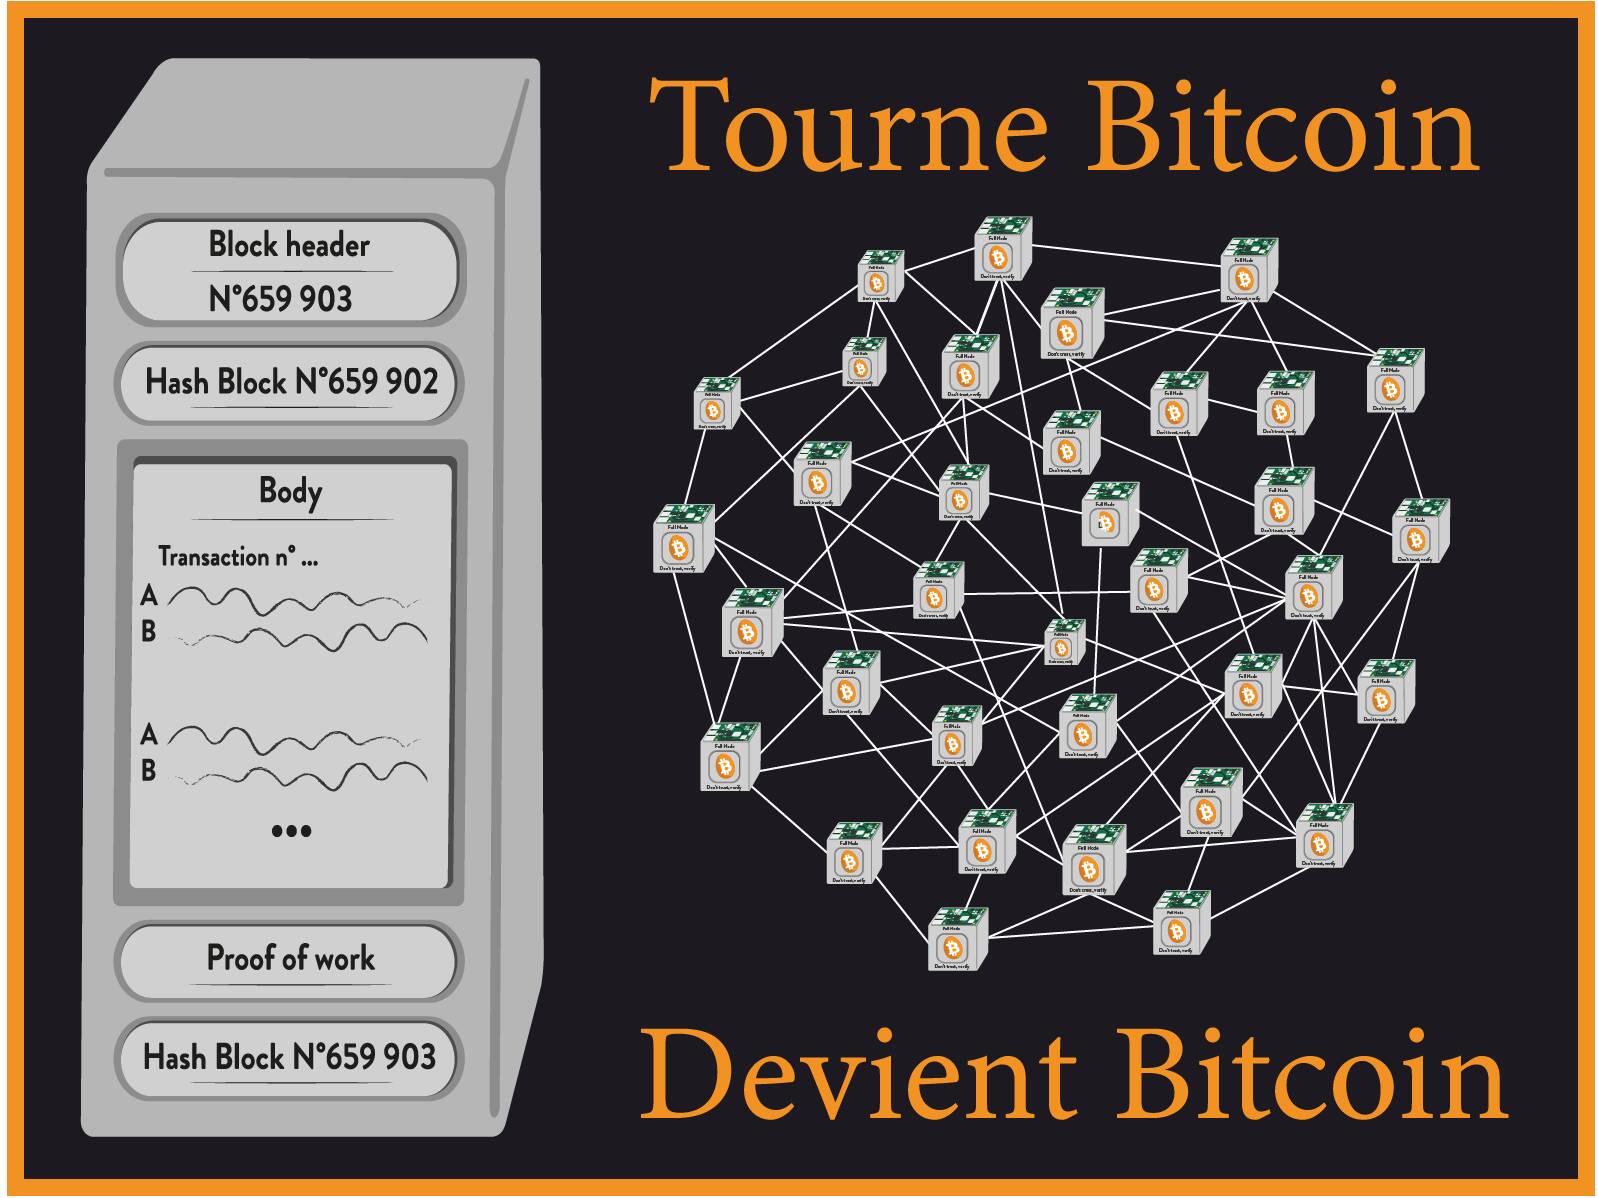 Tourne Bitcoin
Block header
N°659 903
Hash Block N°659 902
Body
Transaction n° ...
A
B
A
B
...
Proof of work
Hash Block N°659 903
Full Node
Don't trust, verify
Devient Bitcoin